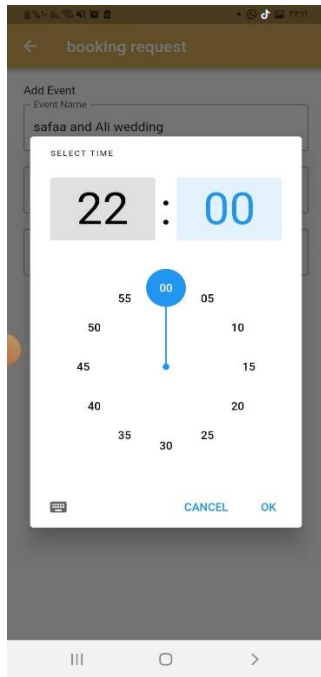 booking request
Add Event
Event Name
safaa and Ali wedding
SELECT TIME
22 : 00
00
55 05
50 10
45 15
40 20
35 25
30
CANCEL OK